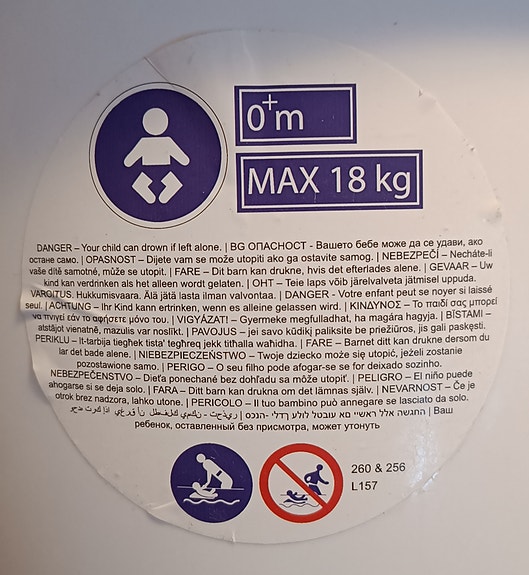 0+m
MAX 18 kg
DANGER – Your child can drown if left alone. | BG ОПАСНОСТ - Вашето бебе може да се удави, ако
остане само. | OPASNOST – Dijete vam se može utopiti ako ga ostavite samog. | NEBEZPEČÍ – Necháte-li
vaše dítě samotné, může se utopit. | FARE – Dit barn kan drukne, hvis det efterlades alene. | GEVAAR – Uw
kind kan verdrinken als het alleen wordt gelaten. | OHT – Teie laps võib järelvalveta jätmisel uppuda.
VAROITUS. Hukkumisvaara. Älä jätä lasta ilman valvontaa. | DANGER - Votre enfant peut se noyer si laissé
seul. | ACHTUNG – Ihr Kind kann ertrinken, wenn es alleine gelassen wird. | ΚΙΝΔΥΝΟΣ – Το παιδί σας μπορεί
να πνιγεί εάν το αφήσετε μόνο του. | VIGYÁZAT! – Gyermeke megfulladhat, ha magára hagyja. | BĪSTAMI –
atstājot vienatnē, mazulis var noslīkt. | PAVOJUS – jei savo kūdikį paliksite be priežiūros, jis gali paskęsti.
PERIKLU – It-tarbija tiegħek tista' tegħreq jekk titħalla waħidha. | FARE – Barnet ditt kan drukne dersom du
lar det bade alene. | NIEBEZPIECZEŃSTWO – Twoje dziecko może się utopić, jeżeli zostanie
pozostawione samo. | PERIGO – O seu filho pode afogar-se se for deixado sozinho.
NEBEZPEČENSTVO – Dieťa ponechané bez dohľadu sa môže utopiť. | PELIGRO – El niño puede
ahogarse si se deja solo. | FARA – Ditt barn kan drukna om det lämnas själv. | NEVARNOST – Če je
otrok brez nadzora, lahko utone. | PERICOLO – Il tuo bambino può annegare se lasciato da solo.
| Ваш
ребенок, оставленный без присмотра, может утонуть
260 & 256
L157